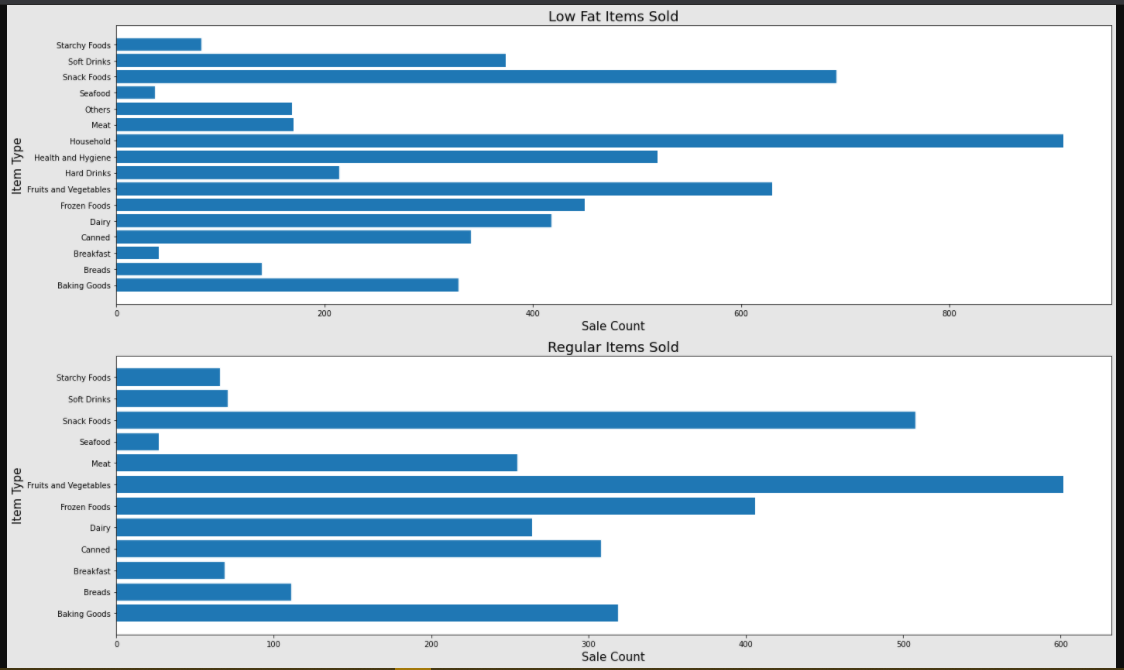 Low Fat Items Sold
Starchy Foods
Soft Drinks
Snack Foods
Seafood
Others
Meat
Household
Health and Hygiene
Hard Drinks
Fruits and Vegetables
Frozen Foods
Dairy
Canned
Breakfast
Breads
Baking Goods
Item Type
0 200 400 600 800
Sale Count
Regular Items Sold
Starchy Foods
Soft Drinks
Snack Foods
Seafood
Meat
Fruits and Vegetables
Frozen Foods
Dairy
Canned
Breakfast
Breads
Baking Goods
Item Type
0 100 200 300 400 500 600
Sale Count